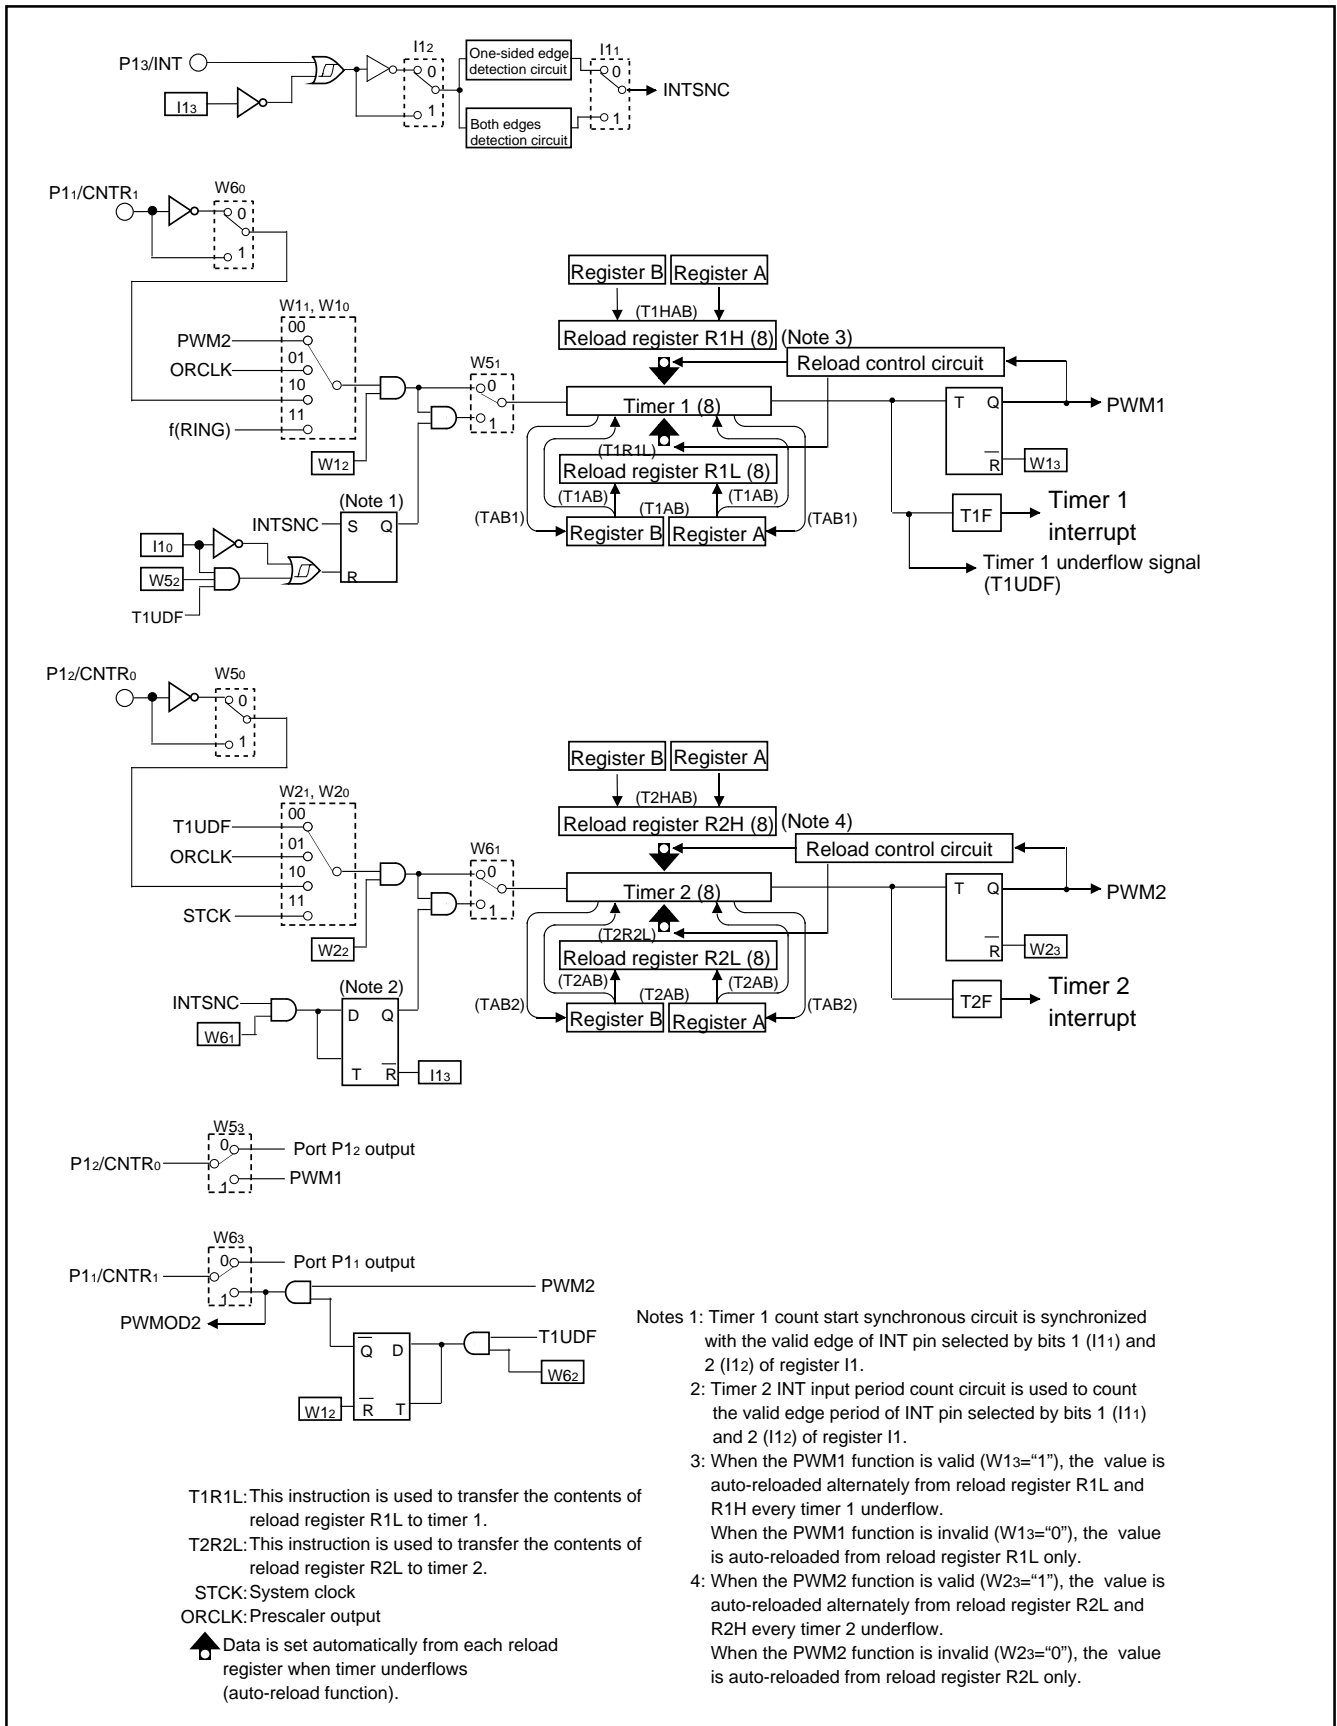 P13/INT
I13
I12
0
1
One-sided edge
detection circuit
Both edges
detection circuit
I11
0
1
INTSNC
P11/CNTR1
W60
0
1
W11, W10
00
01
10
11
PWM2
ORCLK
f(RING)
W12
W51
0
1
(Note 1)
INTSNC
S Q
R
I10
W52
T1UDF
Register B Register A
(T1HAB)
Reload register R1H (8) (Note 3)
Reload control circuit
Timer 1 (8)
(T1R1L)
Reload register R1L (8)
(T1AB) (T1AB) (T1AB)
(TAB1) Register B Register A (TAB1)
T Q
R
PWM1
W13
T1F
Timer 1
interrupt
Timer 1 underflow signal
(T1UDF)
P12/CNTR0
W50
0
1
W21, W20
00
01
10
11
T1UDF
ORCLK
STCK
W22
W61
0
1
(Note 2)
INTSNC
W61
D Q
T R
I13
Register B Register A
(T2HAB)
Reload register R2H (8) (Note 4)
Reload control circuit
Timer 2 (8)
(T2R2L)
Reload register R2L (8)
(T2AB) (T2AB) (T2AB)
(TAB2) Register B Register A (TAB2)
T Q
R
PWM2
W23
T2F
Timer 2
interrupt
W53
P12/CNTR0
0
1
Port P12 output
PWM1
W63
P11/CNTR1
0
1
Port P11 output
PWM2
PWMOD2
Q D
R T
T1UDF
W62
W12
Notes 1: Timer 1 count start synchronous circuit is synchronized
with the valid edge of INT pin selected by bits 1 (I11) and
2 (I12) of register I1.
2: Timer 2 INT input period count circuit is used to count
the valid edge period of INT pin selected by bits 1 (I11)
and 2 (I12) of register I1.
3: When the PWM1 function is valid (W13=“1”), the value is
auto-reloaded alternately from reload register R1L and
R1H every timer 1 underflow.
When the PWM1 function is invalid (W13=“0”), the value
is auto-reloaded from reload register R1L only.
4: When the PWM2 function is valid (W23=“1”), the value is
auto-reloaded alternately from reload register R2L and
R2H every timer 2 underflow.
When the PWM2 function is invalid (W23=“0”), the value
is auto-reloaded from reload register R2L only.
T1R1L: This instruction is used to transfer the contents of
reload register R1L to timer 1.
T2R2L: This instruction is used to transfer the contents of
reload register R2L to timer 2.
STCK: System clock
ORCLK: Prescaler output
Data is set automatically from each reload
register when timer underflows
(auto-reload function).